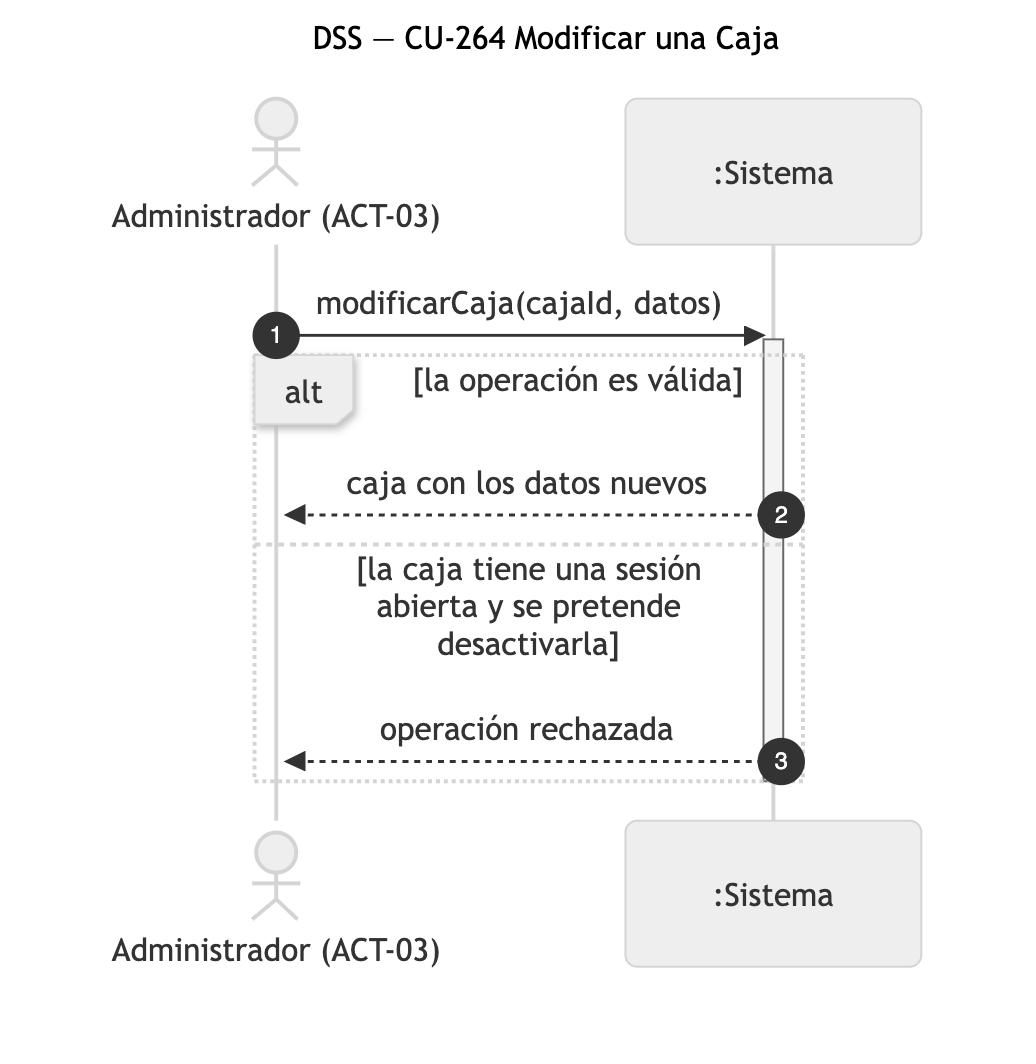 DSS — CU-264 Modificar una Caja
Administrador (ACT-03)
:Sistema
modificarCaja(cajaId, datos)
1
alt
[la operación es válida]
caja con los datos nuevos
2
[la caja tiene una sesión
abierta y se pretende
desactivarla]
operación rechazada
3
Administrador (ACT-03)
:Sistema